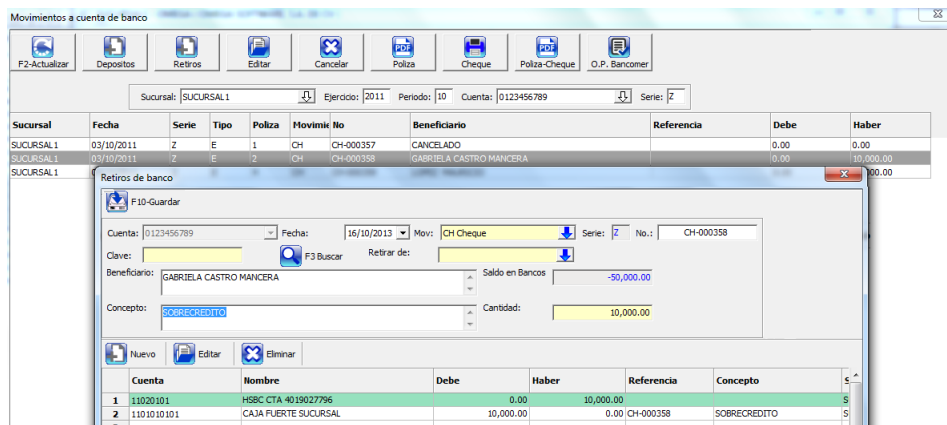 Movimientos a cuenta de banco
F2-Actualizar Depositos Retiros Editar Cancelar Poliza Cheque Poliza-Cheque O.P. Bancomer
Sucursal: SUCURSAL1 Ejercicio: 2011 Periodo: 10 Cuenta: 0123456789 Serie: Z
Sucursal Fecha Serie Tipo Poliza Movimie No Beneficiario Referencia Debe Haber
SUCURSAL1 03/10/2011 Z E 1 CH CH-000357 CANCELADO 0.00 0.00
SUCURSAL1 03/10/2011 Z E 2 CH CH-000358 GABRIELA CASTRO MANCERA 0.00 10,000.00
SUCURSAL1
Retiros de banco
F10-Guardar
Cuenta: 0123456789 Fecha: 16/10/2013 Mov: CH Cheque Serie: Z No.: CH-000358
Clave: F3 Buscar Retirar de:
Beneficiario: GABRIELA CASTRO MANCERA Saldo en Bancos -50,000.00
Concepto: SOBRECREDITO Cantidad: 10,000.00
Nuevo Editar Eliminar
Cuenta Nombre Debe Haber Referencia Concepto
1 11020101 HSBC CTA 4019027796 0.00 10,000.00
2 1101010101 CAJA FUERTE SUCURSAL 10,000.00 0.00 CH-000358 SOBRECREDITO